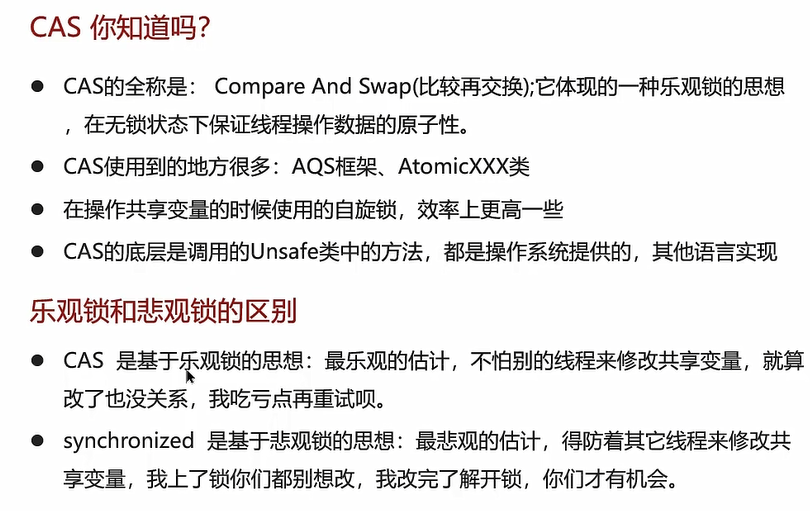 CAS 你知道吗？
● CAS的全称是： Compare And Swap(比较再交换);它体现的一种乐观锁的思想
，在无锁状态下保证线程操作数据的原子性。
● CAS使用到的地方很多：AQS框架、AtomicXXX类
● 在操作共享变量的时候使用的自旋锁，效率上更高一些
● CAS的底层是调用的Unsafe类中的方法，都是操作系统提供的，其他语言实现
乐观锁和悲观锁的区别
● CAS 是基于乐观锁的思想：最乐观的估计，不怕别的线程来修改共享变量，就算
改了也没关系，我吃亏点再重试呗。
● synchronized 是基于悲观锁的思想：最悲观的估计，得防着其它线程来修改共
享变量，我上了锁你们都别想改，我改完了解开锁，你们才有机会。